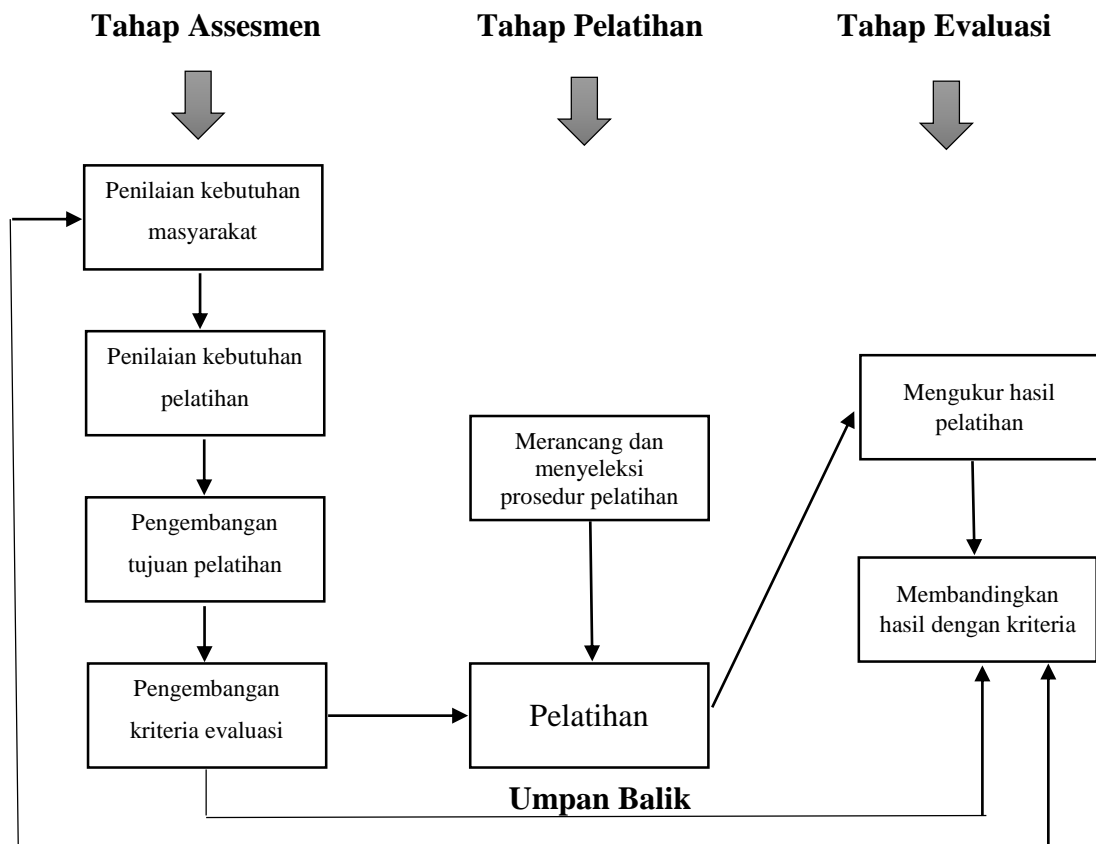 Tahap Assesmen
Tahap Pelatihan
Tahap Evaluasi
Penilaian kebutuhan
masyarakat
Penilaian kebutuhan
pelatihan
Pengembangan
tujuan pelatihan
Pengembangan
kriteria evaluasi
Merancang dan
menyeleksi
prosedur pelatihan
Pelatihan
Mengukur hasil
pelatihan
Membandingkan
hasil dengan kriteria
Umpan Balik